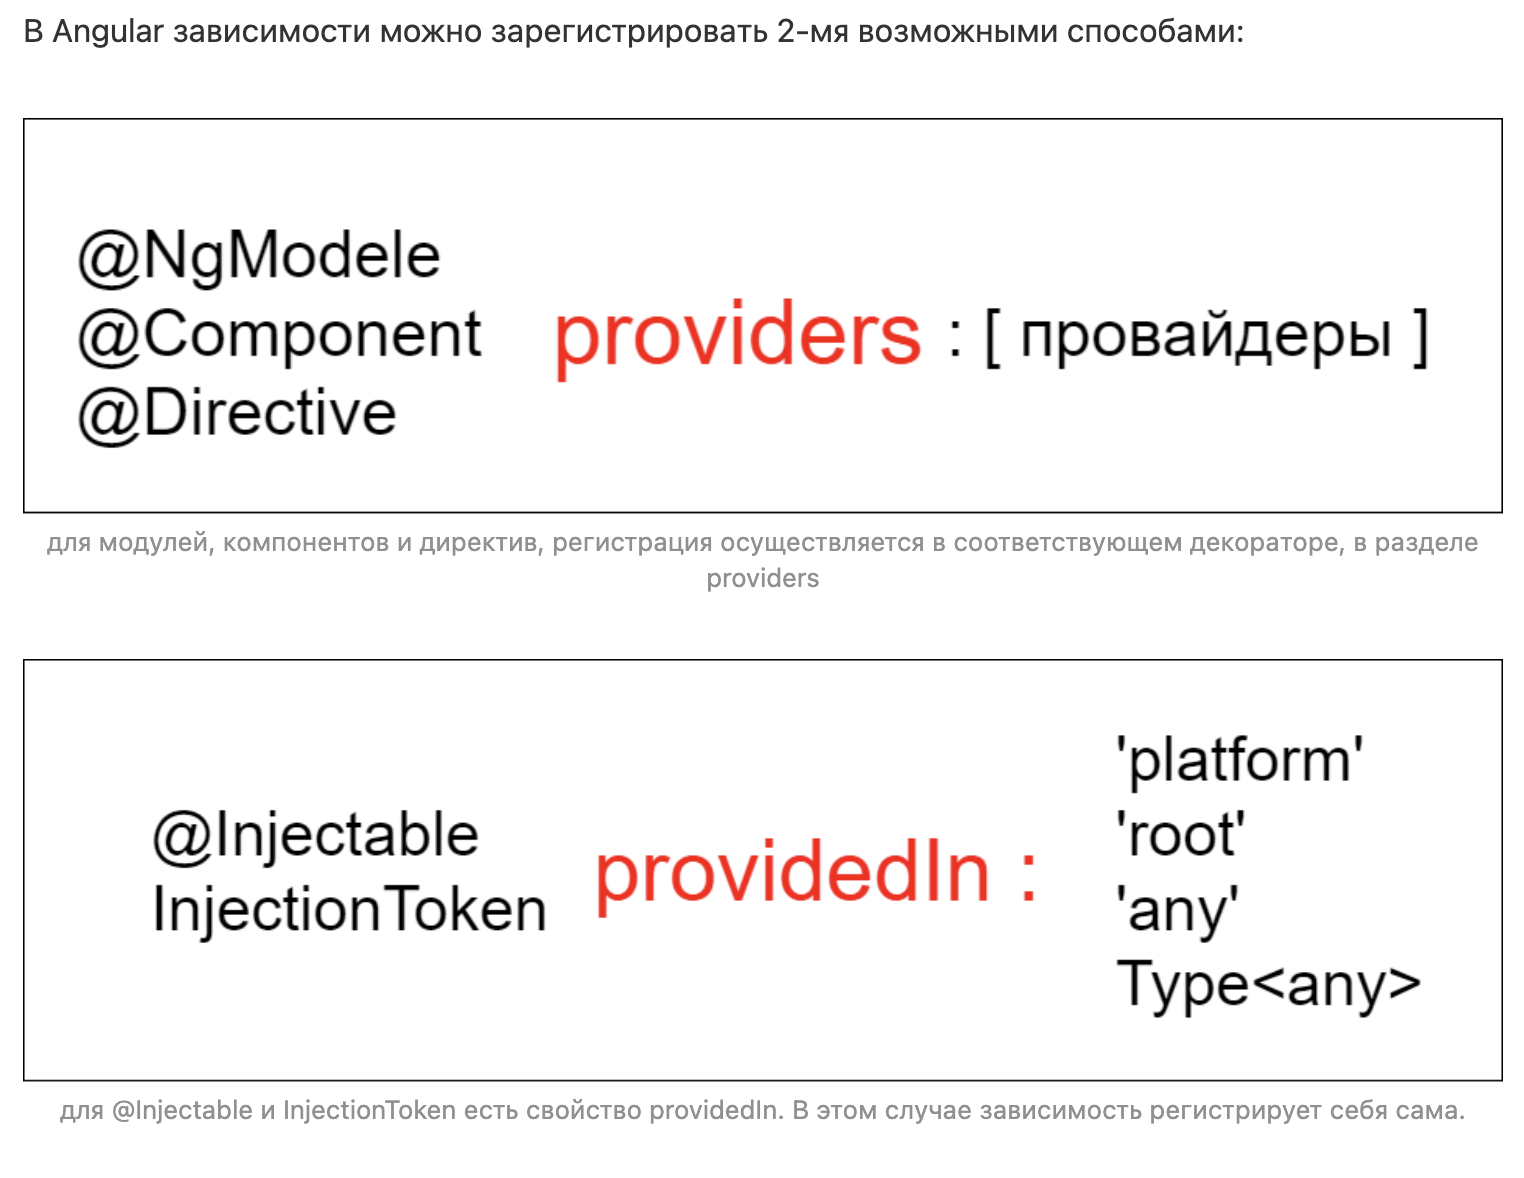 В Angular зависимости можно зарегистрировать 2-мя возможными способами:
@NgModele
@Component
@Directive
providers : [ провайдеры ]
для модулей, компонентов и директив, регистрация осуществляется в соответствующем декораторе, в разделе
providers
@Injectable
InjectionToken
providedIn :
'platform'
'root'
'any'
Type<any>
для @Injectable и InjectionToken есть свойство providedIn. В этом случае зависимость регистрирует себя сама.